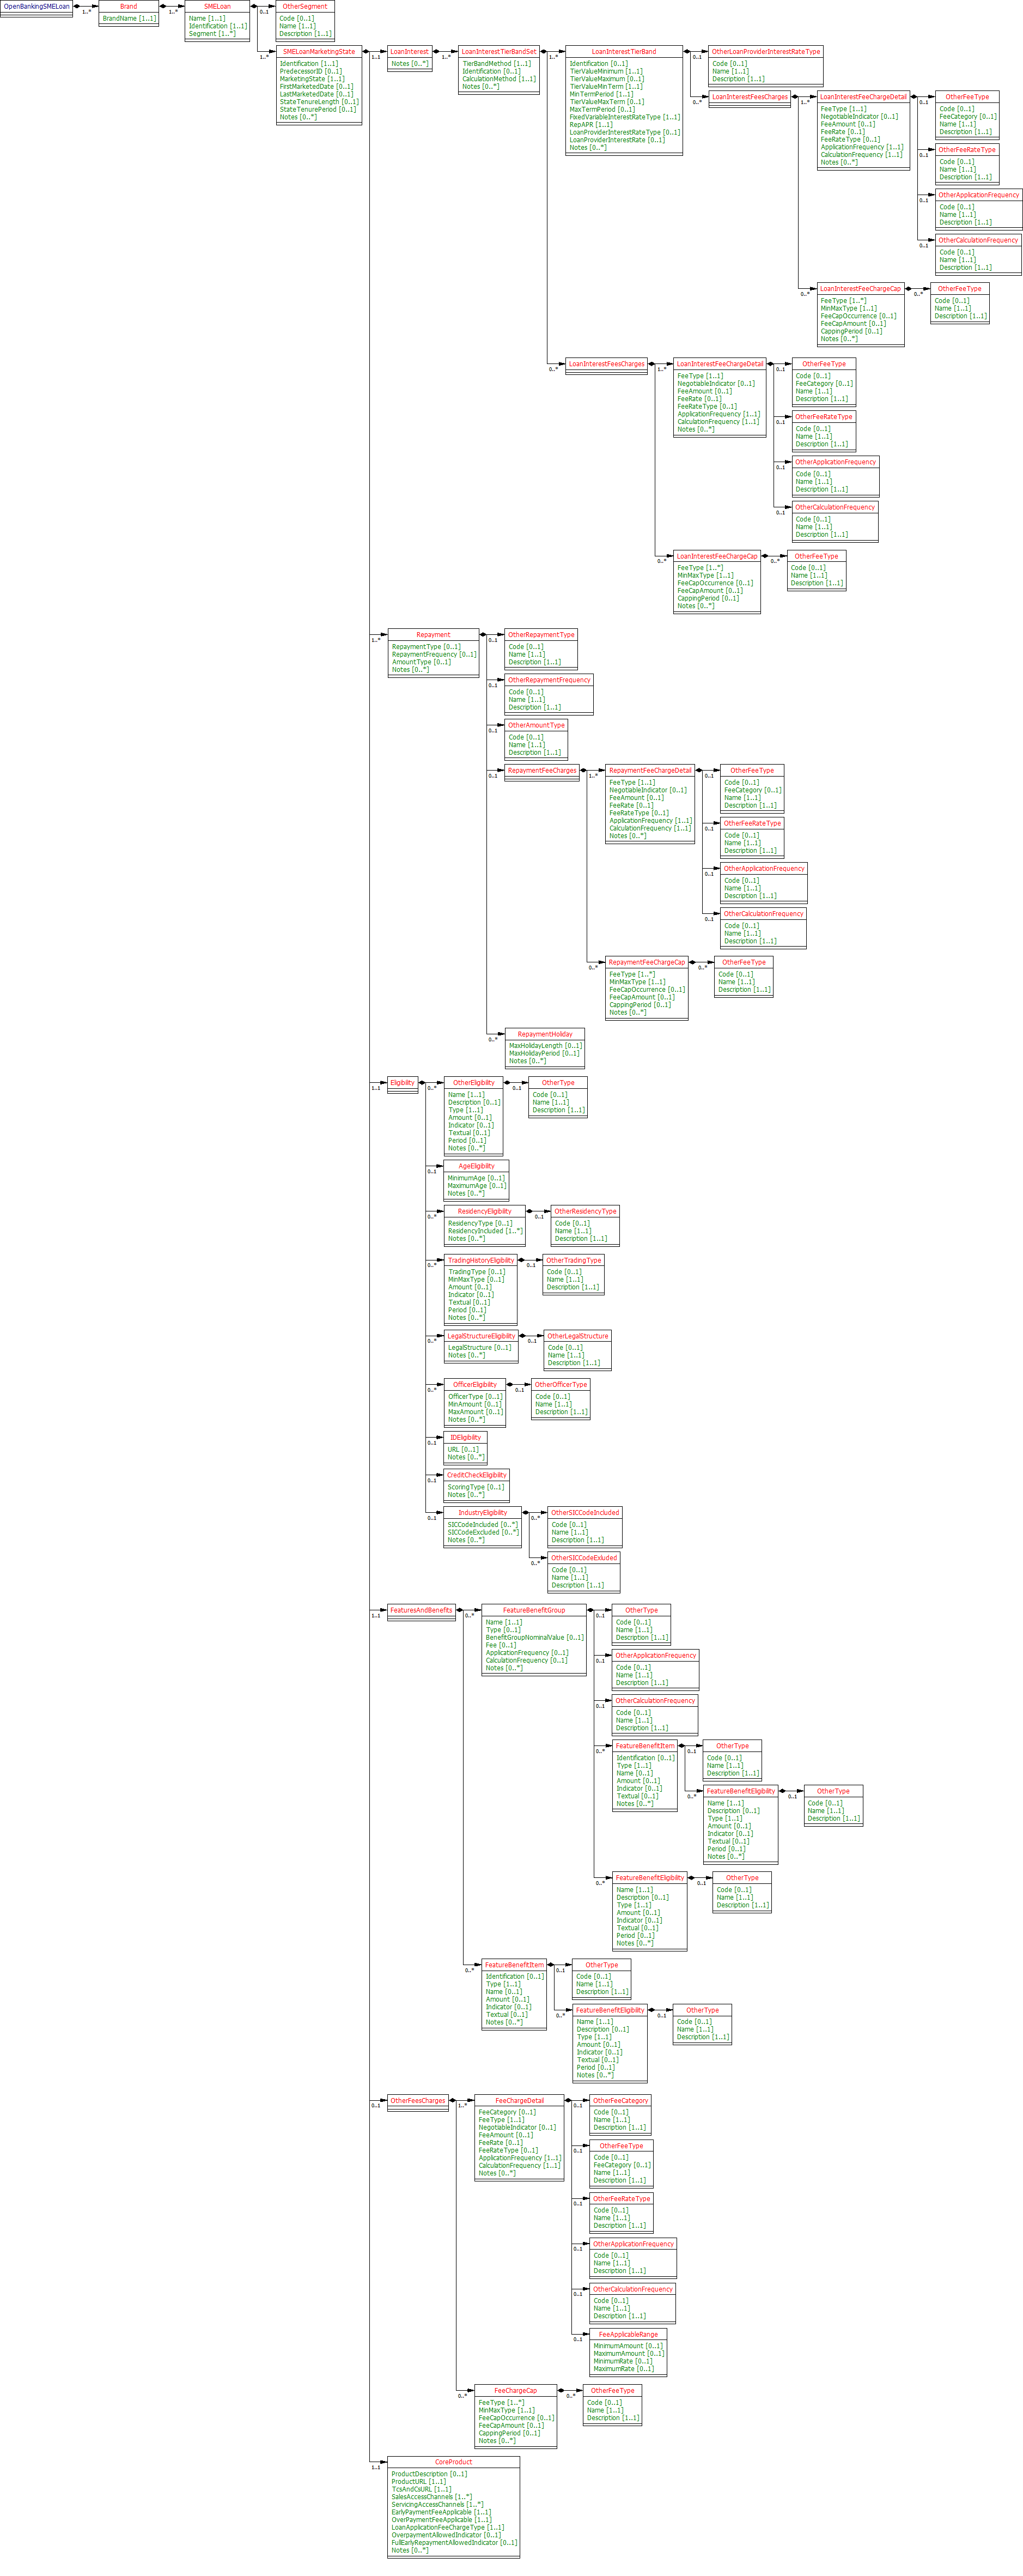 OpenBankingSMELoan
1..*
Brand
BrandName [1..1]
1..*
SMELoan
Name [1..1]
Identification [1..1]
Segment [1..*]
0..1
OtherSegment
Code [0..1]
Name [1..1]
Description [1..1]
1..*
SMELoanMarketingState
Identification [1..1]
PredecessorID [0..1]
MarketingState [1..1]
FirstMarketedDate [0..1]
LastMarketedDate [0..1]
StateTenureLength [0..1]
StateTenurePeriod [0..1]
Notes [0..*]
1..1
LoanInterest
Notes [0..*]
1..*
LoanInterestTierBandSet
TierBandMethod [1..1]
Identification [0..1]
CalculationMethod [1..1]
Notes [0..*]
1..*
LoanInterestTierBand
Identification [0..1]
TierValueMinimum [1..1]
TierValueMaximum [0..1]
TierValueMinTerm [1..1]
MinTermPeriod [1..1]
TierValueMaxTerm [0..1]
MaxTermPeriod [0..1]
FixedVariableInterestRateType [1..1]
RepAPR [1..1]
LoanProviderInterestRateType [0..1]
LoanProviderInterestRate [0..1]
Notes [0..*]
0..1
OtherLoanProviderInterestRateType
Code [0..1]
Name [1..1]
Description [1..1]
0..*
LoanInterestFeesCharges
1..*
LoanInterestFeeChargeDetail
FeeType [1..1]
NegotiableIndicator [0..1]
FeeAmount [0..1]
FeeRate [0..1]
FeeRateType [0..1]
ApplicationFrequency [1..1]
CalculationFrequency [1..1]
Notes [0..*]
0..1
OtherFeeType
Code [0..1]
FeeCategory [0..1]
Name [1..1]
Description [1..1]
0..1
OtherFeeRateType
Code [0..1]
Name [1..1]
Description [1..1]
0..1
OtherApplicationFrequency
Code [0..1]
Name [1..1]
Description [1..1]
0..1
OtherCalculationFrequency
Code [0..1]
Name [1..1]
Description [1..1]
0..*
LoanInterestFeeChargeCap
FeeType [1..*]
MinMaxType [1..1]
FeeCapOccurrence [0..1]
FeeCapAmount [0..1]
CappingPeriod [0..1]
Notes [0..*]
0..*
OtherFeeType
Code [0..1]
Name [1..1]
Description [1..1]
0..*
LoanInterestFeesCharges
1..*
LoanInterestFeeChargeDetail
FeeType [1..1]
NegotiableIndicator [0..1]
FeeAmount [0..1]
FeeRate [0..1]
FeeRateType [0..1]
ApplicationFrequency [1..1]
CalculationFrequency [1..1]
Notes [0..*]
0..1
OtherFeeType
Code [0..1]
FeeCategory [0..1]
Name [1..1]
Description [1..1]
0..1
OtherFeeRateType
Code [0..1]
Name [1..1]
Description [1..1]
0..1
OtherApplicationFrequency
Code [0..1]
Name [1..1]
Description [1..1]
0..1
OtherCalculationFrequency
Code [0..1]
Name [1..1]
Description [1..1]
0..*
LoanInterestFeeChargeCap
FeeType [1..*]
MinMaxType [1..1]
FeeCapOccurrence [0..1]
FeeCapAmount [0..1]
CappingPeriod [0..1]
Notes [0..*]
0..*
OtherFeeType
Code [0..1]
Name [1..1]
Description [1..1]
1..*
Repayment
RepaymentType [0..1]
RepaymentFrequency [0..1]
AmountType [0..1]
Notes [0..*]
0..1
OtherRepaymentType
Code [0..1]
Name [1..1]
Description [1..1]
0..1
OtherRepaymentFrequency
Code [0..1]
Name [1..1]
Description [1..1]
0..1
OtherAmountType
Code [0..1]
Name [1..1]
Description [1..1]
0..1
RepaymentFeeCharges
1..*
RepaymentFeeChargeDetail
FeeType [1..1]
NegotiableIndicator [0..1]
FeeAmount [0..1]
FeeRate [0..1]
FeeRateType [0..1]
ApplicationFrequency [1..1]
CalculationFrequency [1..1]
Notes [0..*]
0..1
OtherFeeType
Code [0..1]
FeeCategory [0..1]
Name [1..1]
Description [1..1]
0..1
OtherFeeRateType
Code [0..1]
Name [1..1]
Description [1..1]
0..1
OtherApplicationFrequency
Code [0..1]
Name [1..1]
Description [1..1]
0..1
OtherCalculationFrequency
Code [0..1]
Name [1..1]
Description [1..1]
0..*
RepaymentFeeChargeCap
FeeType [1..*]
MinMaxType [1..1]
FeeCapOccurrence [0..1]
FeeCapAmount [0..1]
CappingPeriod [0..1]
Notes [0..*]
0..*
OtherFeeType
Code [0..1]
Name [1..1]
Description [1..1]
0..*
RepaymentHoliday
MaxHolidayLength [0..1]
MaxHolidayPeriod [0..1]
Notes [0..*]
1..1
Eligibility
0..*
OtherEligibility
Name [1..1]
Description [0..1]
Type [1..1]
Amount [0..1]
Indicator [0..1]
Textual [0..1]
Period [0..1]
Notes [0..*]
0..1
OtherType
Code [0..1]
Name [1..1]
Description [1..1]
0..1
AgeEligibility
MinimumAge [0..1]
MaximumAge [0..1]
Notes [0..*]
0..*
ResidencyEligibility
ResidencyType [0..1]
ResidencyIncluded [1..*]
Notes [0..*]
0..1
OtherResidencyType
Code [0..1]
Name [1..1]
Description [1..1]
0..*
TradingHistoryEligibility
TradingType [0..1]
MinMaxType [0..1]
Amount [0..1]
Indicator [0..1]
Textual [0..1]
Period [0..1]
Notes [0..*]
0..1
OtherTradingType
Code [0..1]
Name [1..1]
Description [1..1]
0..*
LegalStructureEligibility
LegalStructure [0..1]
Notes [0..*]
0..1
OtherLegalStructure
Code [0..1]
Name [1..1]
Description [1..1]
0..*
OfficerEligibility
OfficerType [0..1]
MinAmount [0..1]
MaxAmount [0..1]
Notes [0..*]
0..1
OtherOfficerType
Code [0..1]
Name [1..1]
Description [1..1]
0..1
IDEligibility
URL [0..1]
Notes [0..*]
0..1
CreditCheckEligibility
ScoringType [0..1]
Notes [0..*]
0..1
IndustryEligibility
SICCodeIncluded [0..*]
SICCodeExcluded [0..*]
Notes [0..*]
0..*
OtherSICCodeIncluded
Code [0..1]
Name [1..1]
Description [1..1]
0..*
OtherSICCodeExluded
Code [0..1]
Name [1..1]
Description [1..1]
1..1
FeaturesAndBenefits
0..*
FeatureBenefitGroup
Name [1..1]
Type [0..1]
BenefitGroupNominalValue [0..1]
Fee [0..1]
ApplicationFrequency [0..1]
CalculationFrequency [0..1]
Notes [0..*]
0..1
OtherType
Code [0..1]
Name [1..1]
Description [1..1]
0..1
OtherApplicationFrequency
Code [0..1]
Name [1..1]
Description [1..1]
0..1
OtherCalculationFrequency
Code [0..1]
Name [1..1]
Description [1..1]
0..*
FeatureBenefitItem
Identification [0..1]
Type [1..1]
Name [0..1]
Amount [0..1]
Indicator [0..1]
Textual [0..1]
Notes [0..*]
0..1
OtherType
Code [0..1]
Name [1..1]
Description [1..1]
0..*
FeatureBenefitEligibility
Name [1..1]
Description [0..1]
Type [1..1]
Amount [0..1]
Indicator [0..1]
Textual [0..1]
Period [0..1]
Notes [0..*]
0..1
OtherType
Code [0..1]
Name [1..1]
Description [1..1]
0..*
FeatureBenefitEligibility
Name [1..1]
Description [0..1]
Type [1..1]
Amount [0..1]
Indicator [0..1]
Textual [0..1]
Period [0..1]
Notes [0..*]
0..1
OtherType
Code [0..1]
Name [1..1]
Description [1..1]
0..*
FeatureBenefitItem
Identification [0..1]
Type [1..1]
Name [0..1]
Amount [0..1]
Indicator [0..1]
Textual [0..1]
Notes [0..*]
0..1
OtherType
Code [0..1]
Name [1..1]
Description [1..1]
0..*
FeatureBenefitEligibility
Name [1..1]
Description [0..1]
Type [1..1]
Amount [0..1]
Indicator [0..1]
Textual [0..1]
Period [0..1]
Notes [0..*]
0..1
OtherType
Code [0..1]
Name [1..1]
Description [1..1]
0..1
OtherFeesCharges
1..*
FeeChargeDetail
FeeCategory [0..1]
FeeType [1..1]
NegotiableIndicator [0..1]
FeeAmount [0..1]
FeeRate [0..1]
FeeRateType [0..1]
ApplicationFrequency [1..1]
CalculationFrequency [1..1]
Notes [0..*]
0..1
OtherFeeCategory
Code [0..1]
Name [1..1]
Description [1..1]
0..1
OtherFeeType
Code [0..1]
FeeCategory [0..1]
Name [1..1]
Description [1..1]
0..1
OtherFeeRateType
Code [0..1]
Name [1..1]
Description [1..1]
0..1
OtherApplicationFrequency
Code [0..1]
Name [1..1]
Description [1..1]
0..1
OtherCalculationFrequency
Code [0..1]
Name [1..1]
Description [1..1]
0..1
FeeApplicableRange
MinimumAmount [0..1]
MaximumAmount [0..1]
MinimumRate [0..1]
MaximumRate [0..1]
0..*
FeeChargeCap
FeeType [1..*]
MinMaxType [1..1]
FeeCapOccurrence [0..1]
FeeCapAmount [0..1]
CappingPeriod [0..1]
Notes [0..*]
0..*
OtherFeeType
Code [0..1]
Name [1..1]
Description [1..1]
1..1
CoreProduct
ProductDescription [0..1]
ProductURL [1..1]
TcsAndCsURL [1..1]
SalesAccessChannels [1..*]
ServicingAccessChannels [1..*]
EarlyPaymentFeeApplicable [1..1]
OverPaymentFeeApplicable [1..1]
LoanApplicationFeeChargeType [1..1]
OverpaymentAllowedIndicator [0..1]
FullEarlyRepaymentAllowedIndicator [0..1]
Notes [0..*]